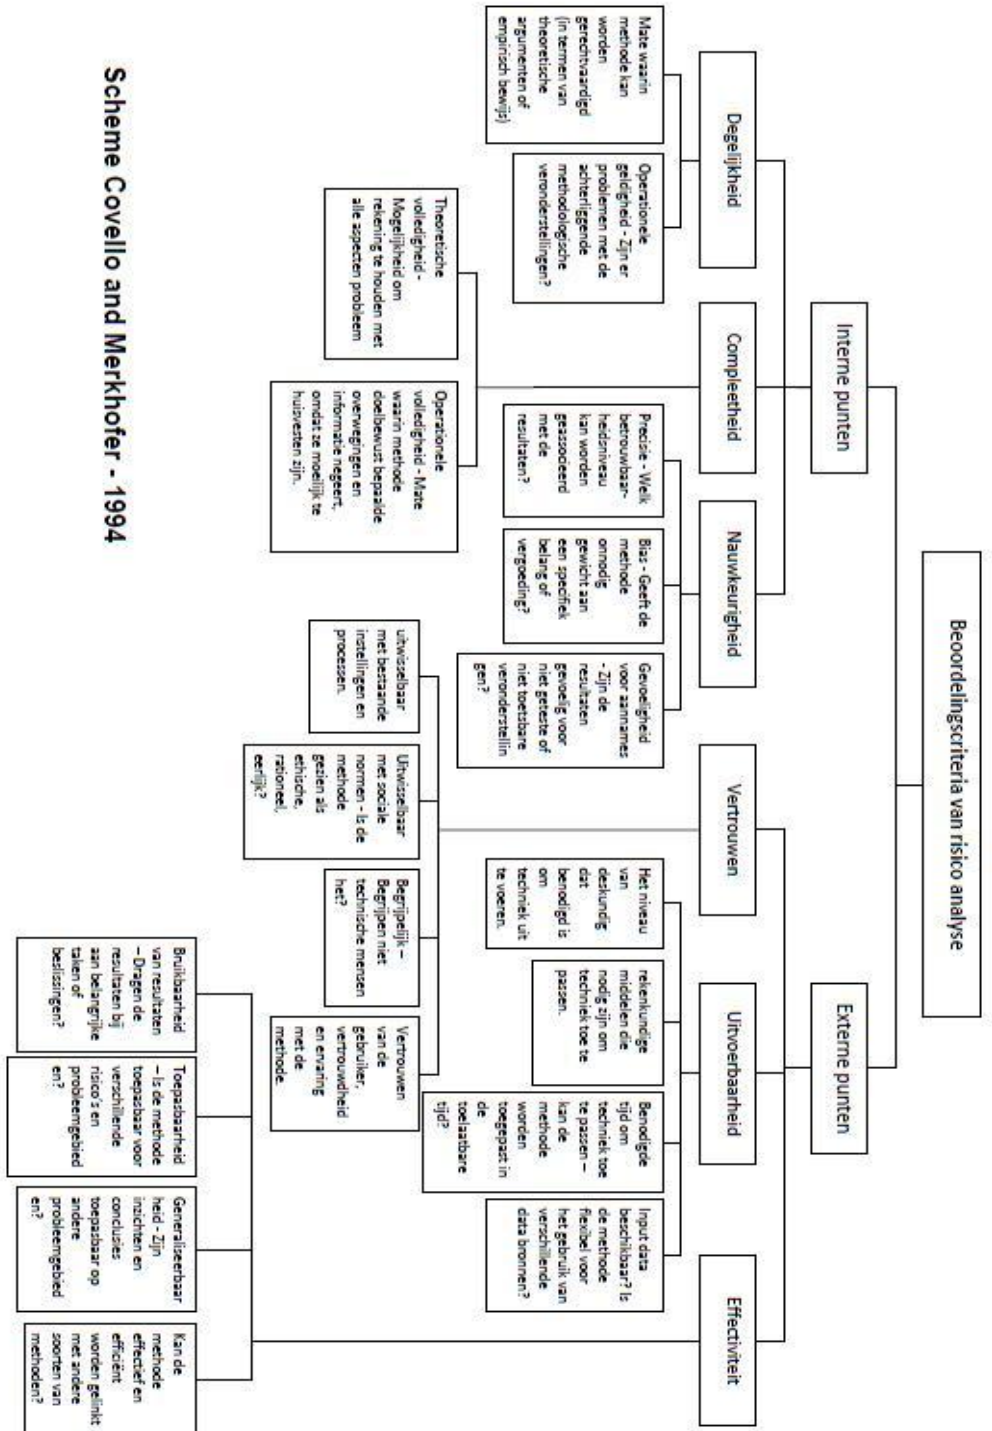 Beoordelingscriteria van risico analyse
Interne punten
Externe punten
Degelijkheid
Compleetheid
Nauwkeurigheid
Vertrouwen
Uitvoerbaarheid
Effectiviteit
Mate waarin
methode kan
worden
gerechtvaardigd
(in termen van
theoretische
argumenten of
empirisch bewijs)
Operationele
geldigheid - Zijn er
problemen met de
achterliggende
methodologische
veronderstellingen?
Theoretische
volledigheid -
Mogelijkheid om
rekening te houden met
alle aspecten probleem
Operationele
volledigheid - Mate
waarin methode
doelbewust bepaalde
overwegingen en
informatie negeert,
omdat ze moeilijk te
huisvesten zijn.
Precisie - Welk
betrouwbaar-
heidsniveau
kan worden
geassocieerd
met de
resultaten?
Bias - Geeft de
methode
onnodig
gewicht aan
een specifiek
belang of
vergoeding?
Gevoeligheid
voor aannames
- Zijn de
resultaten
gevoelig voor
niet geteste of
niet toetsbare
veronderstellin
gen?
uitwisselbaar
met bestaande
instellingen en
processen.
Uitwisselbaar
met sociale
normen - Is de
methode
gezien als
ethische,
rationeel,
eerlijk?
Begrijpelijk –
Begrijpen niet
technische mensen
het?
Vertrouwen
van de
gebruiker,
vertrouwdheid
en ervaring
met de
methode.
Het niveau
van
deskundig
dat
benodigd is
om
techniek uit
te voeren.
rekenkundige
middelen die
nodig zijn om
techniek toe te
passen.
Benodigde
tijd om
techniek toe
te passen –
kan de
methode
worden
toegepast in
de
toelaatbare
tijd?
Input data
beschikbaar? Is
de methode
flexibel voor
het gebruik van
verschillende
data bronnen?
Bruikbaarheid
van resultaten
– Dragen de
resultaten bij
aan belangrijke
taken of
beslissingen?
Toepasbaarheid
– Is de methode
toepasbaar voor
verschillende
risico's en
probleemgebied
en?
Generaliseerbaar
heid - Zijn
inzichten en
conclusies
toepasbaar op
andere
probleemgebied
en?
Kan de
methode
effectief en
efficiënt
worden gelinkt
met andere
soorten van
methoden?
Scheme Covello and Merkhofer - 1994